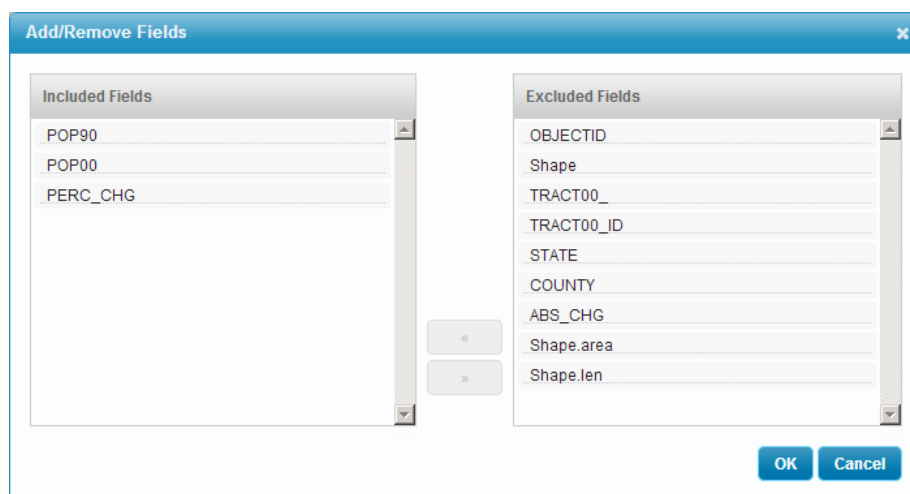 Add/Remove Fields
Included Fields
POP90
POP00
PERC_CHG
«
»
Excluded Fields
OBJECTID
Shape
TRACT00_
TRACT00_ID
STATE
COUNTY
ABS_CHG
Shape.area
Shape.len
OK
Cancel